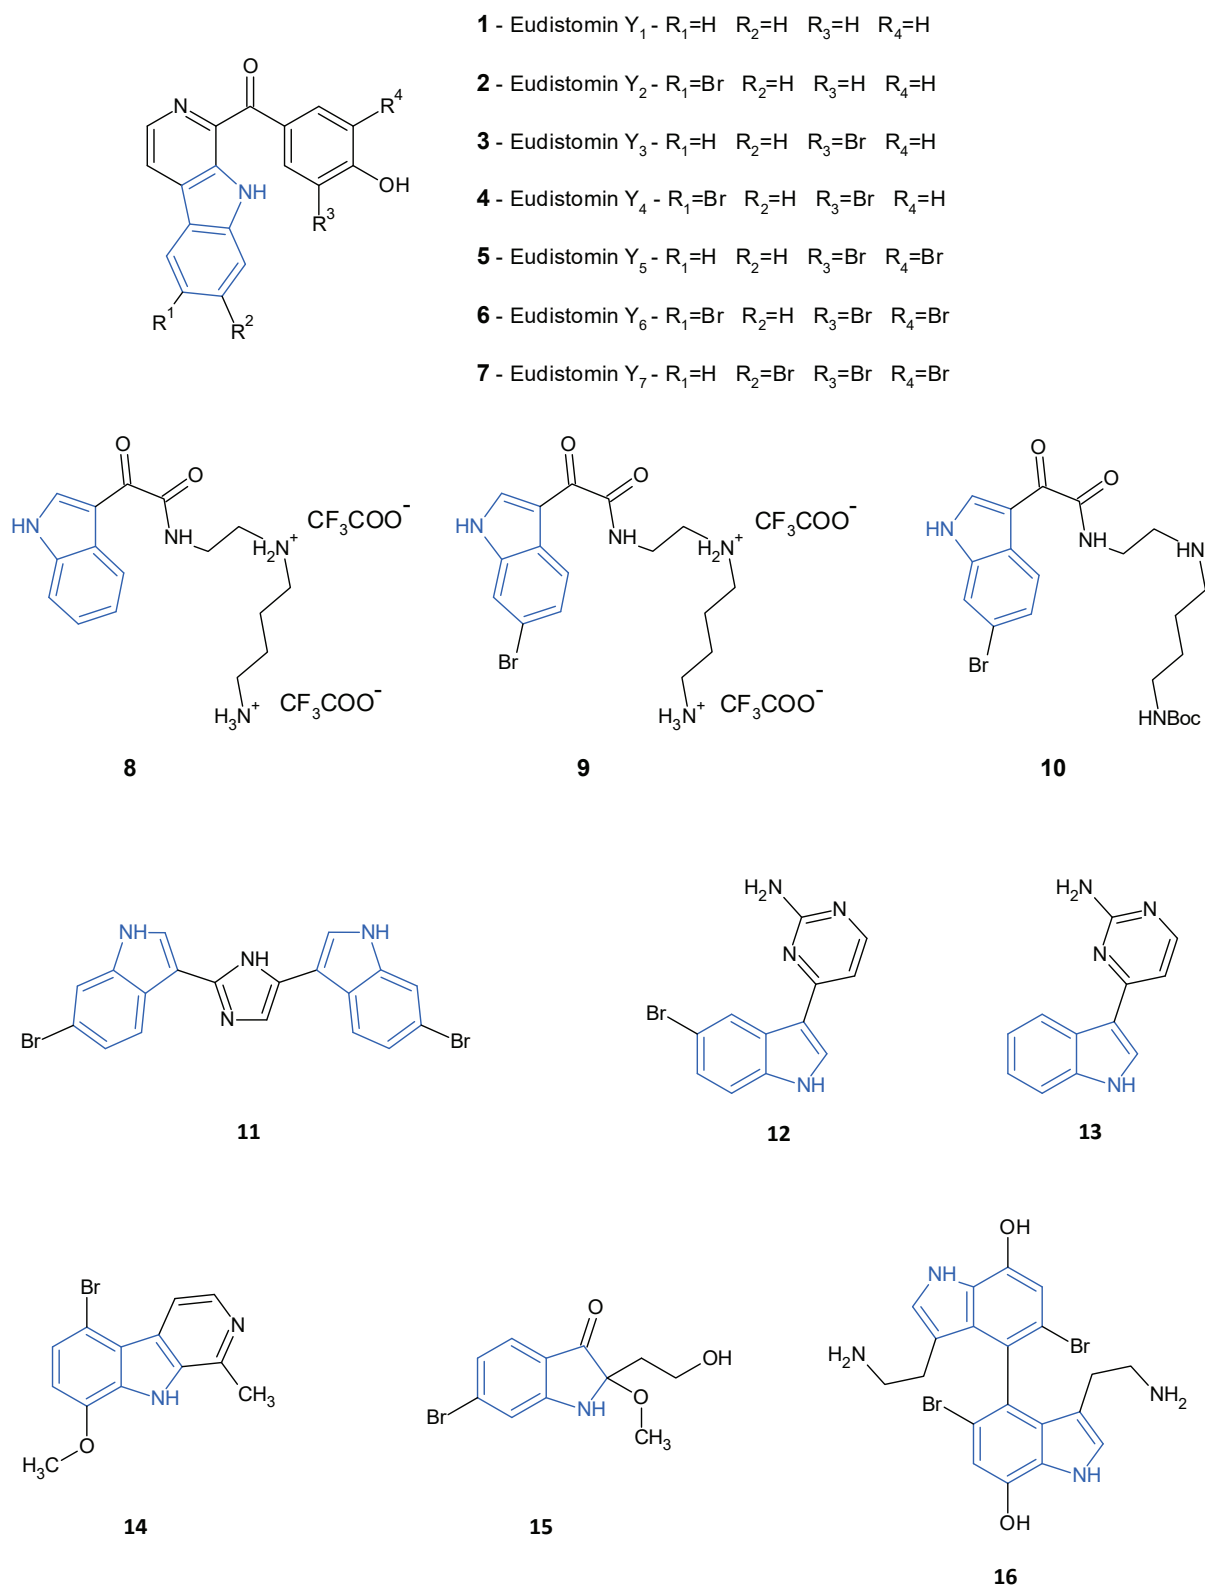 1 - Eudistomin Y1 - R1=H R2=H R3=H R4=H
2 - Eudistomin Y2 - R1=Br R2=H R3=H R4=H
3 - Eudistomin Y3 - R1=H R2=H R3=Br R4=H
4 - Eudistomin Y4 - R1=Br R2=H R3=Br R4=H
5 - Eudistomin Y5 - R1=H R2=H R3=Br R4=Br
6 - Eudistomin Y6 - R1=Br R2=H R3=Br R4=Br
7 - Eudistomin Y7 - R1=H R2=Br R3=Br R4=Br
O
N
R4
NH
OH
R3
R1
R2
O
O
HN
NH
H2N+
CF3COO-
H3N+
CF3COO-
8
O
O
HN
NH
H2N+
CF3COO-
Br
H3N+
CF3COO-
9
O
O
HN
NH
HN
Br
HNBoc
10
NH
NH
NH
N
Br
Br
11
H2N
N
N
Br
NH
12
H2N
N
N
NH
13
Br
N
NH
CH3
O
H3C
14
O
OH
Br
NH
O
CH3
15
OH
NH
Br
H2N
Br
NH2
NH
OH
16